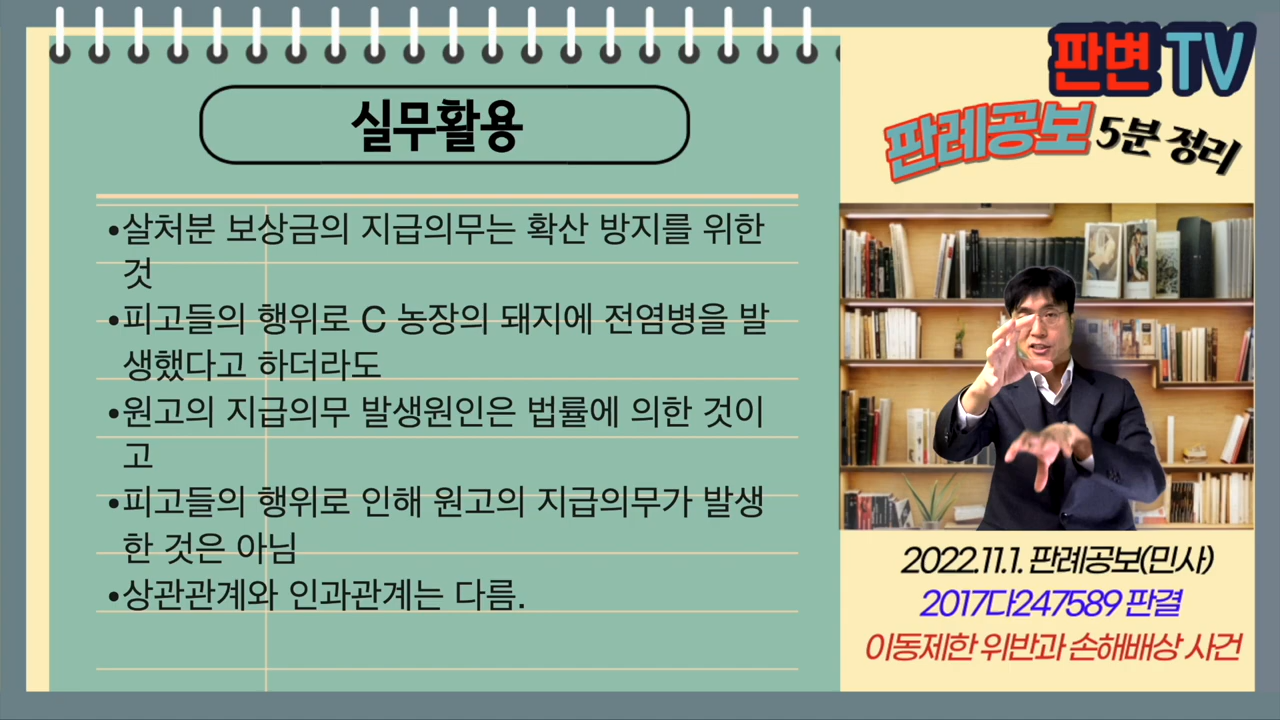 실무활용
•살처분 보상금의 지급의무는 확산 방지를 위한
것
•피고들의 행위로 C 농장의 돼지에 전염병을 발
생했다고 하더라도
•원고의 지급의무 발생원인은 법률에 의한 것이
고
•피고들의 행위로 인해 원고의 지급의무가 발생
한 것은 아님
•상관관계와 인과관계는 다름.
판변 TV
판례공보 5분 정리
2022.11.1. 판례공보(민사)
2017다247589 판결
이동제한 위반과 손해배상 사건